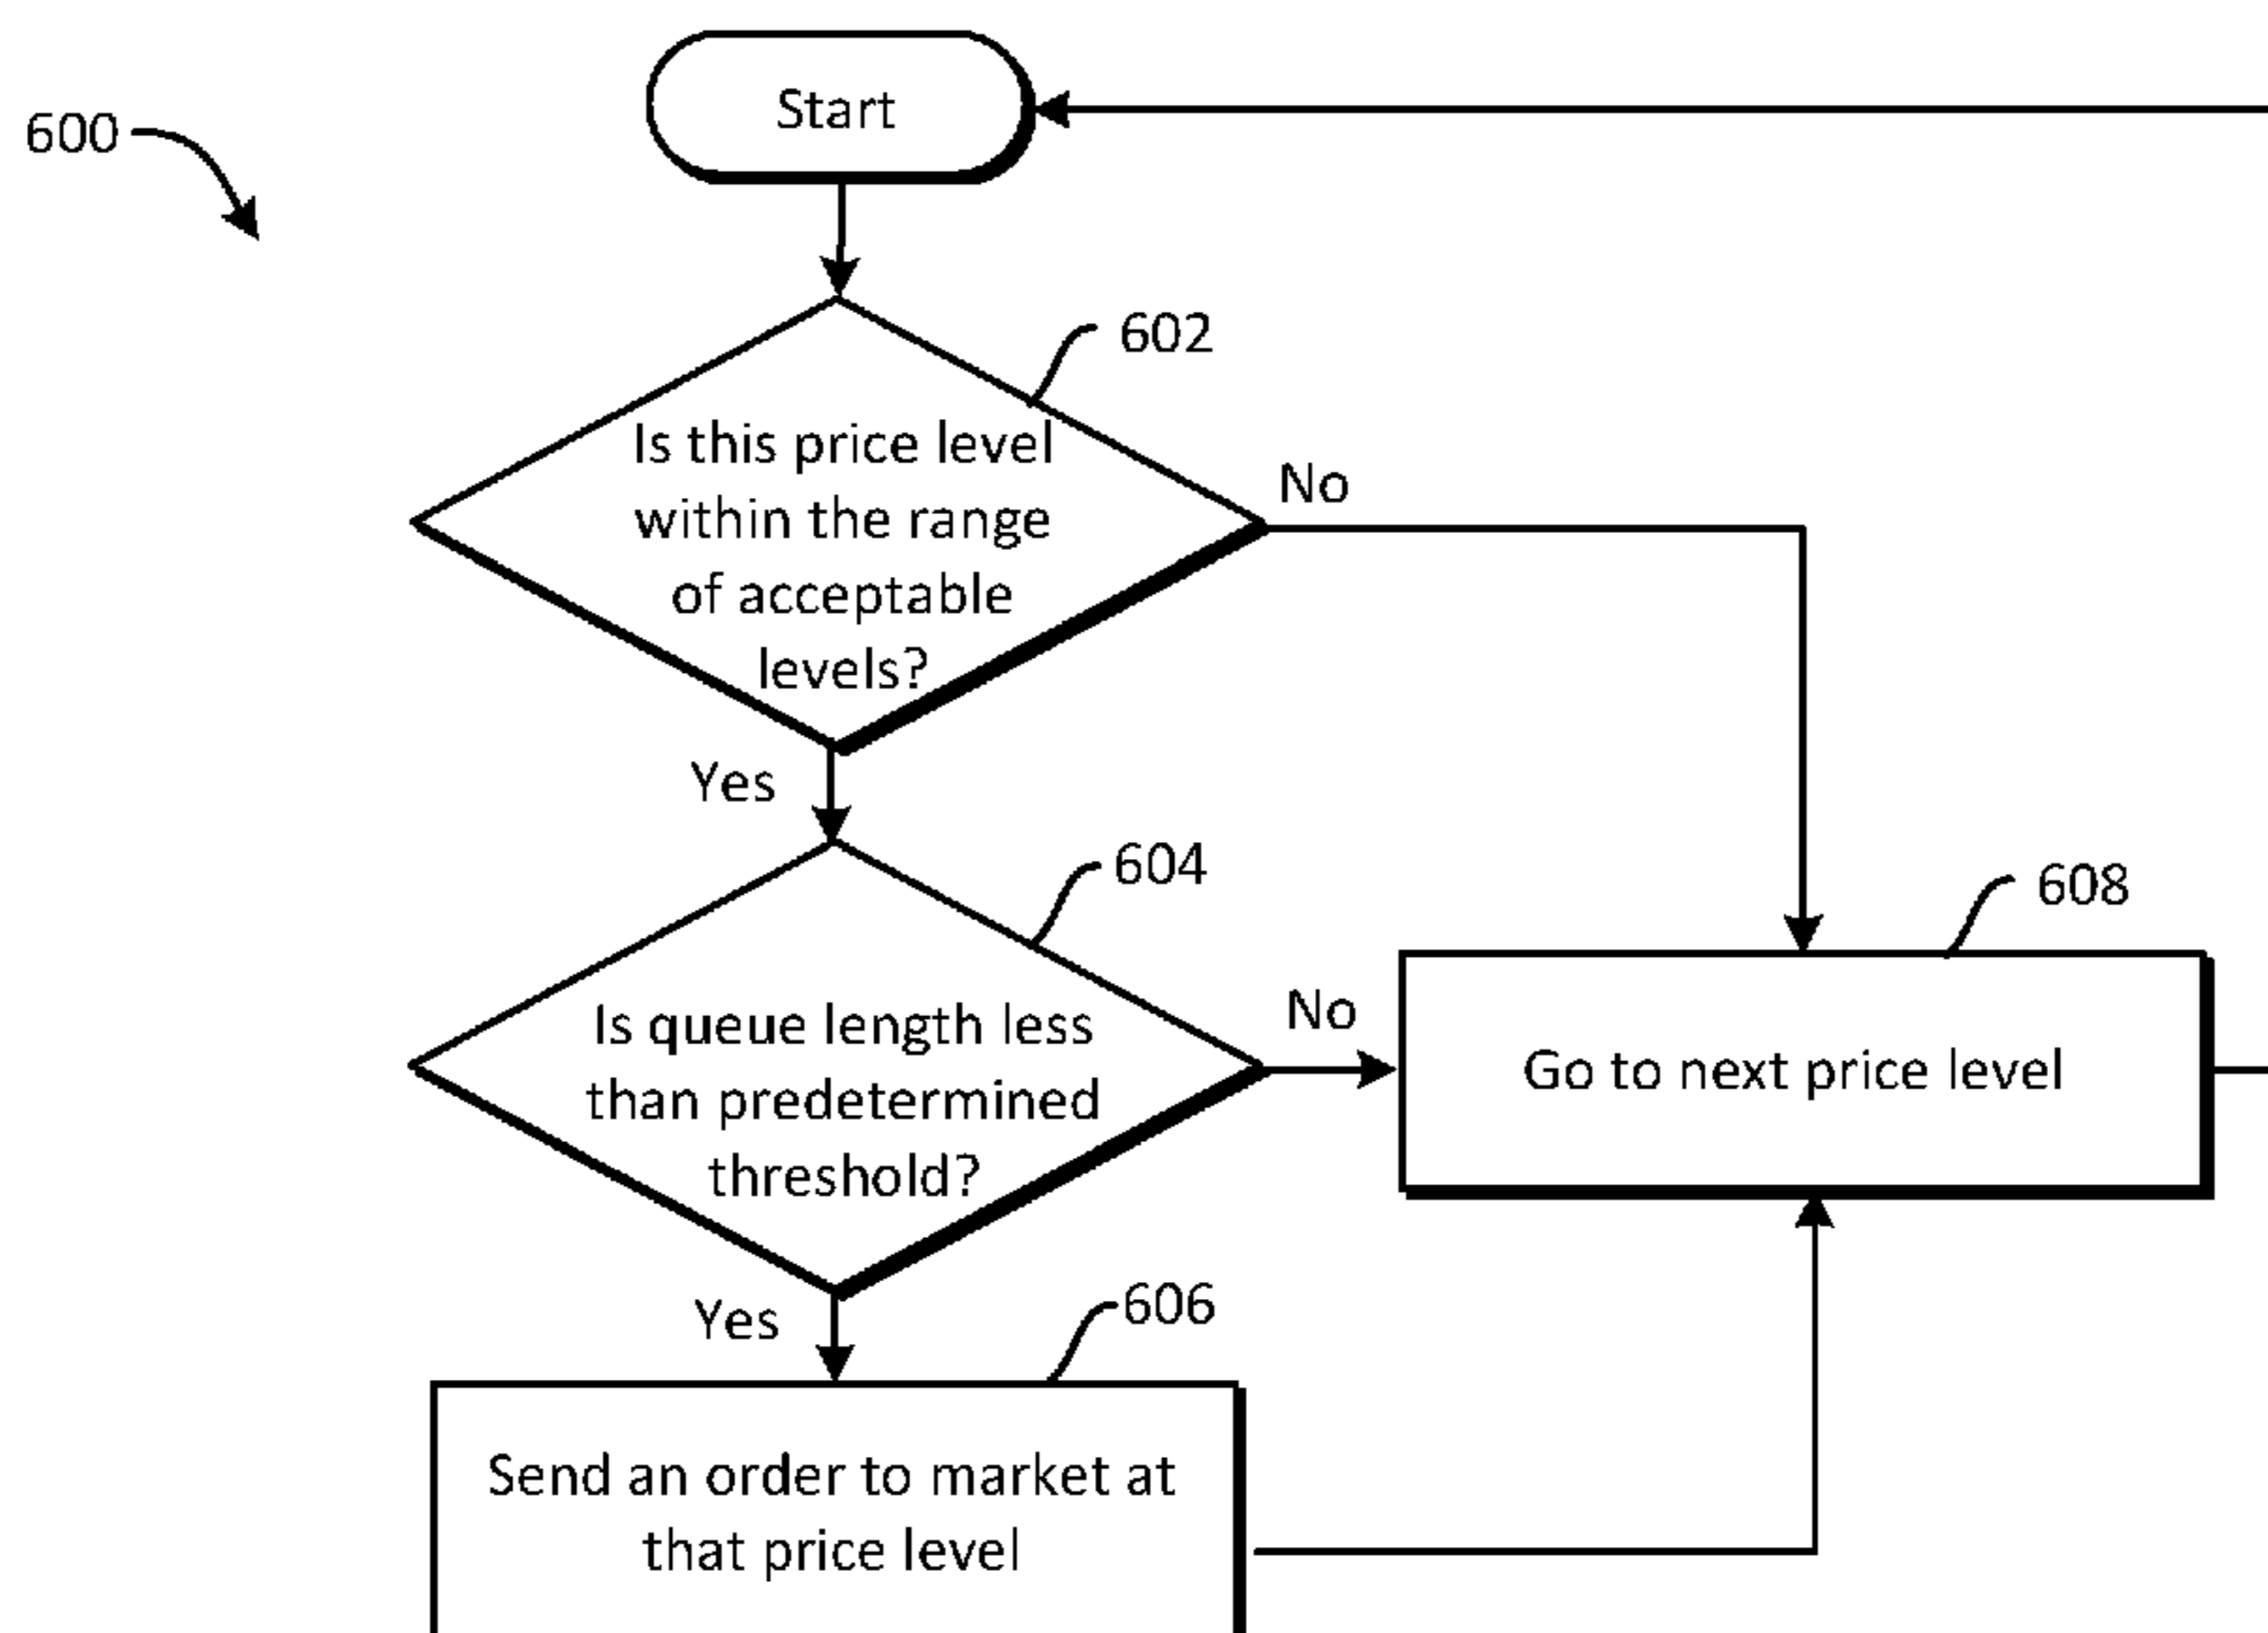 Start
600
602
Is this price level
within the range
of acceptable
levels?
No
Yes
604
608
Is queue length less
than predetermined
threshold?
No
Go to next price level
Yes
606
Send an order to market at
that price level